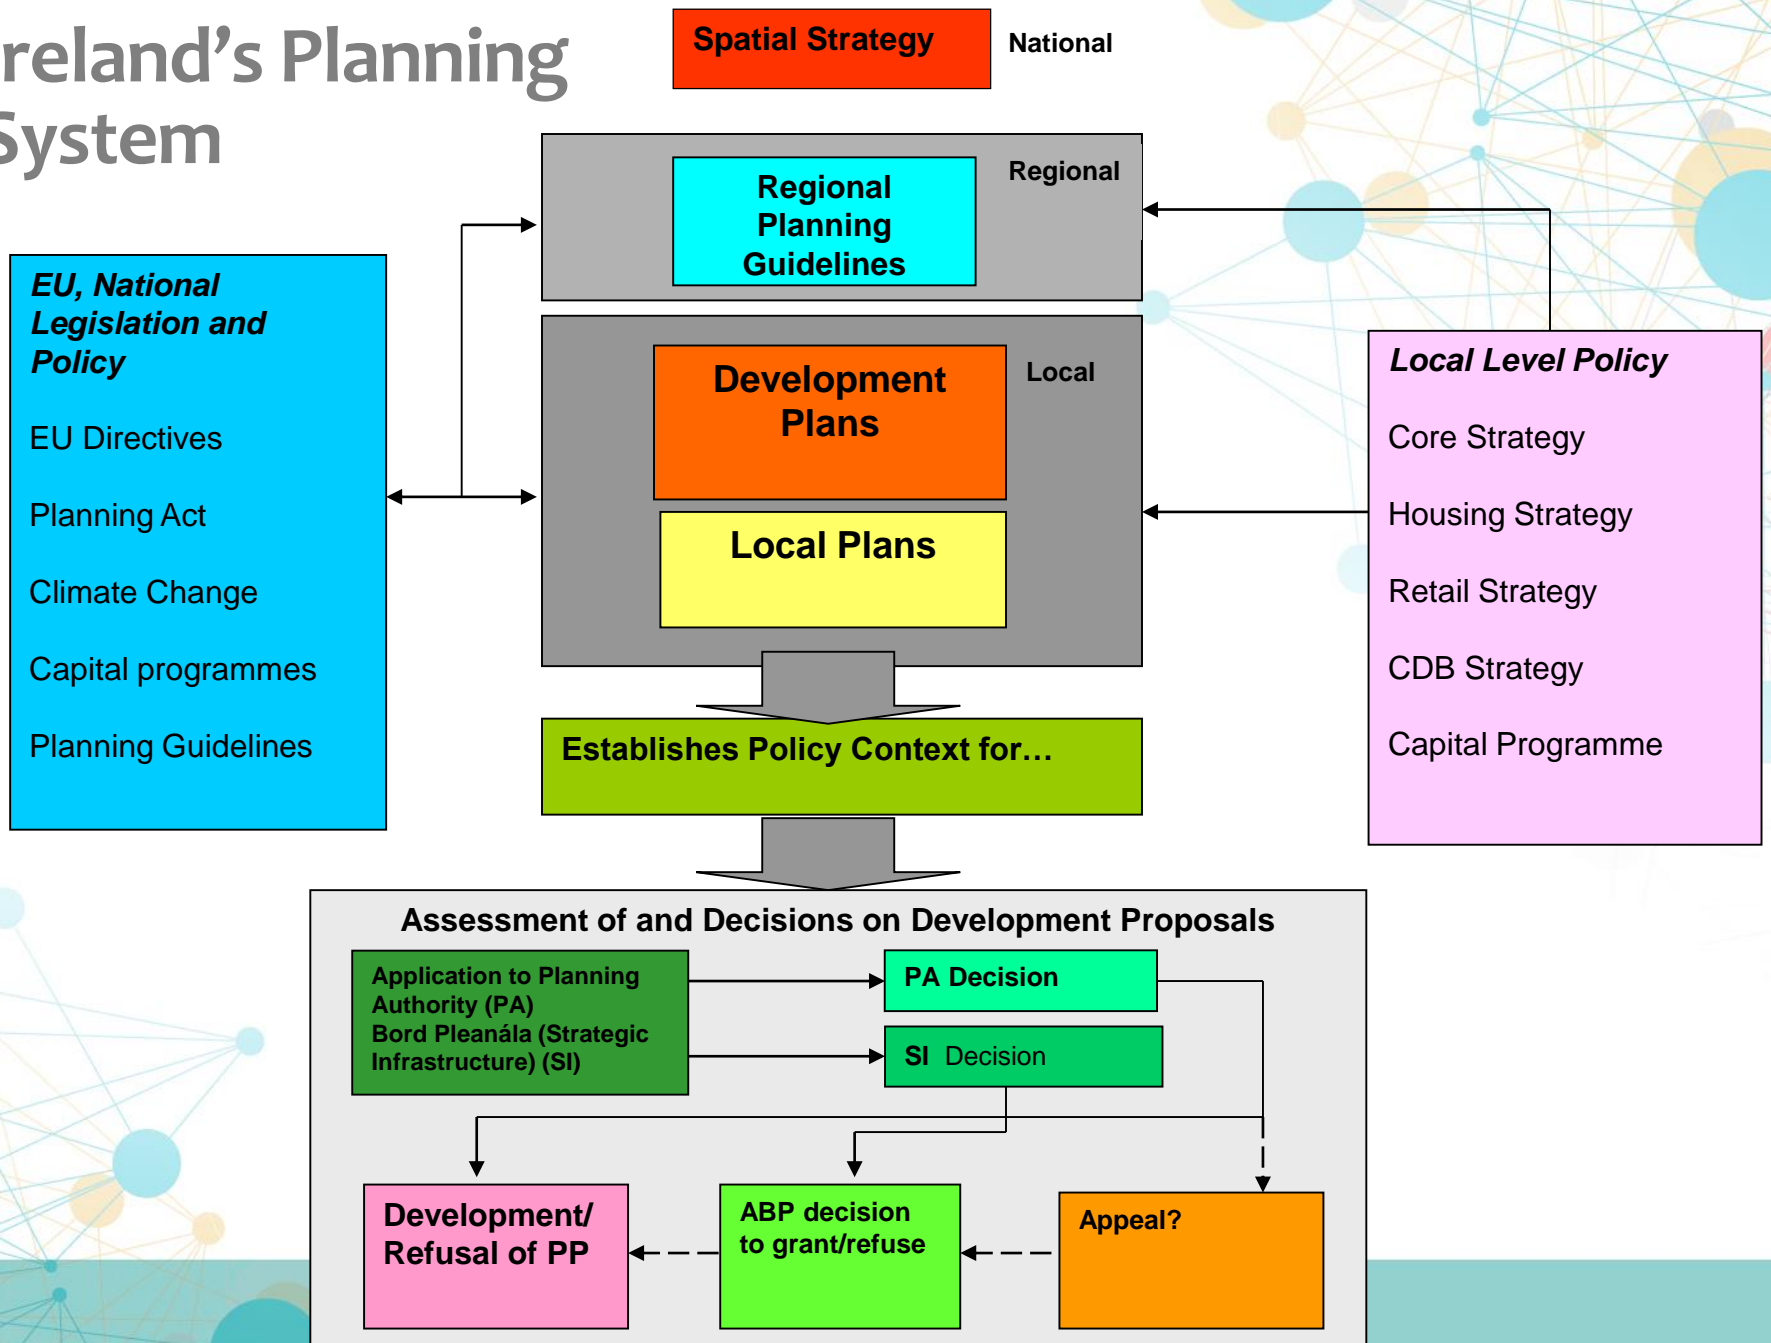 reland's Planning
System
Spatial Strategy
National
Regional
Regional
Planning
Guidelines
EU, National
Legislation and
Policy
EU Directives
Planning Act
Climate Change
Capital programmes
Planning Guidelines
Development
Plans
Local
Local Plans
Local Level Policy
Core Strategy
Housing Strategy
Retail Strategy
CDB Strategy
Capital Programme
Establishes Policy Context for…
Assessment of and Decisions on Development Proposals
Application to Planning
Authority (PA)
Bord Pleanála (Strategic
Infrastructure) (SI)
PA Decision
SI Decision
Development/
Refusal of PP
ABP decision
to grant/refuse
Appeal?